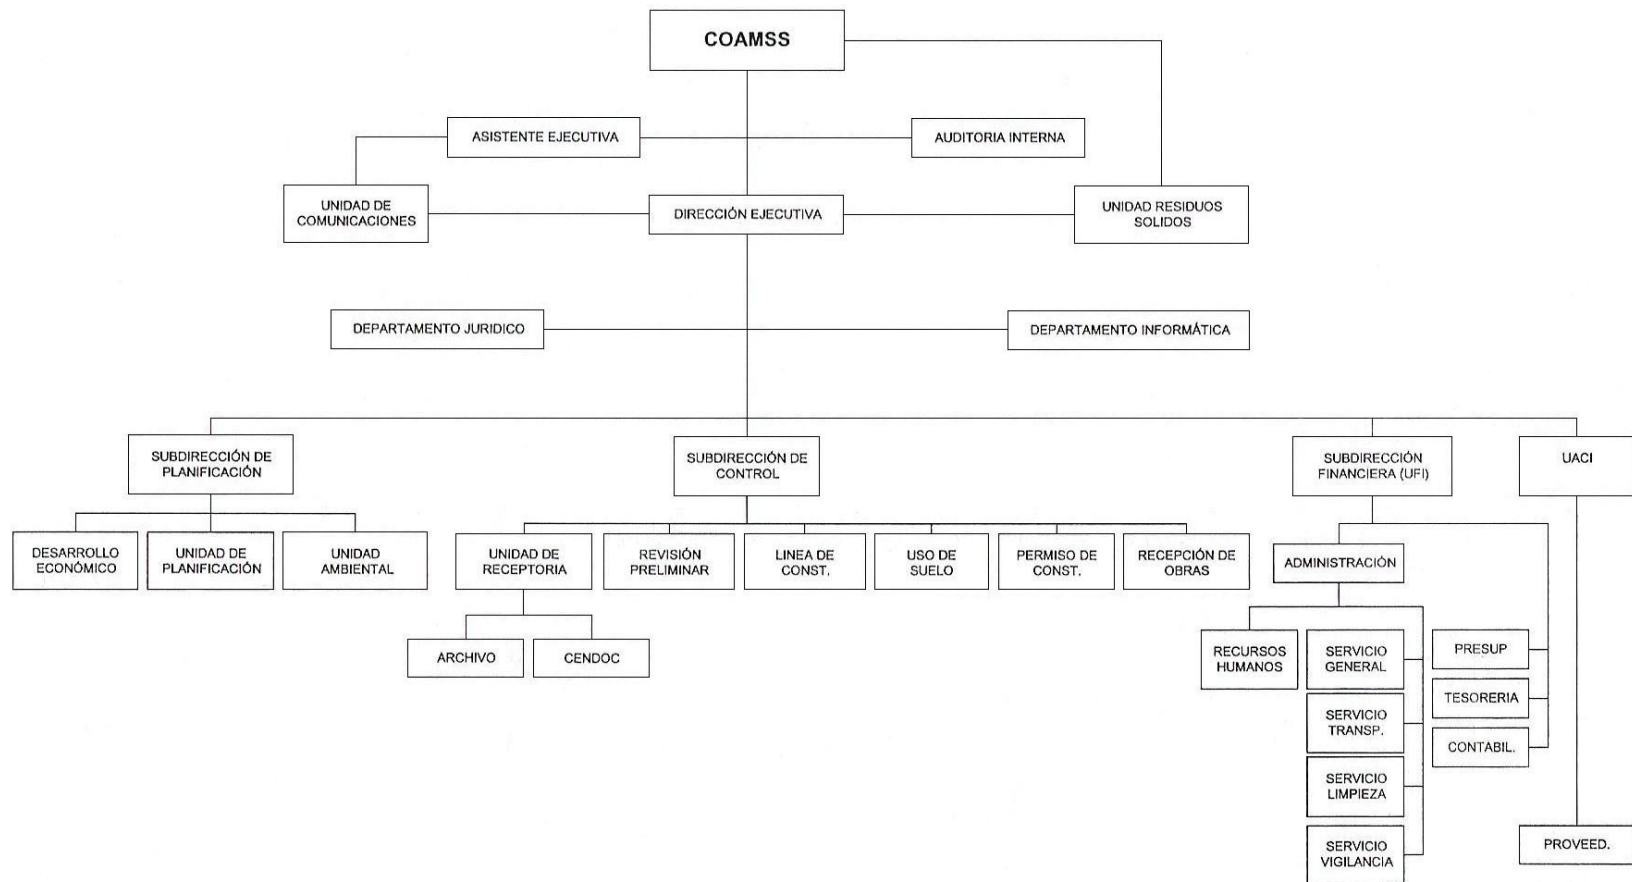 COAMSS
ASISTENTE EJECUTIVA
AUDITORIA INTERNA
UNIDAD DE
COMUNICACIONES
DIRECCIÓN EJECUTIVA
UNIDAD RESIDUOS
SOLIDOS
DEPARTAMENTO JURIDICO
DEPARTAMENTO INFORMÁTICA
SUBDIRECCIÓN DE
PLANIFICACIÓN
SUBDIRECCIÓN DE
CONTROL
SUBDIRECCIÓN
FINANCIERA (UFI)
UACI
DESARROLLO
ECONÓMICO
UNIDAD DE
PLANIFICACIÓN
UNIDAD
AMBIENTAL
UNIDAD DE
RECEPTORIA
REVISIÓN
PRELIMINAR
LINEA DE
CONST.
USO DE
SUELO
PERMISO DE
CONST.
RECEPCIÓN DE
OBRAS
ADMINISTRACIÓN
ARCHIVO
CENDOC
RECURSOS
HUMANOS
SERVICIO
GENERAL
SERVICIO
TRANSP.
SERVICIO
LIMPIEZA
SERVICIO
VIGILANCIA
PRESUP
TESORERIA
CONTABIL.
PROVEED.